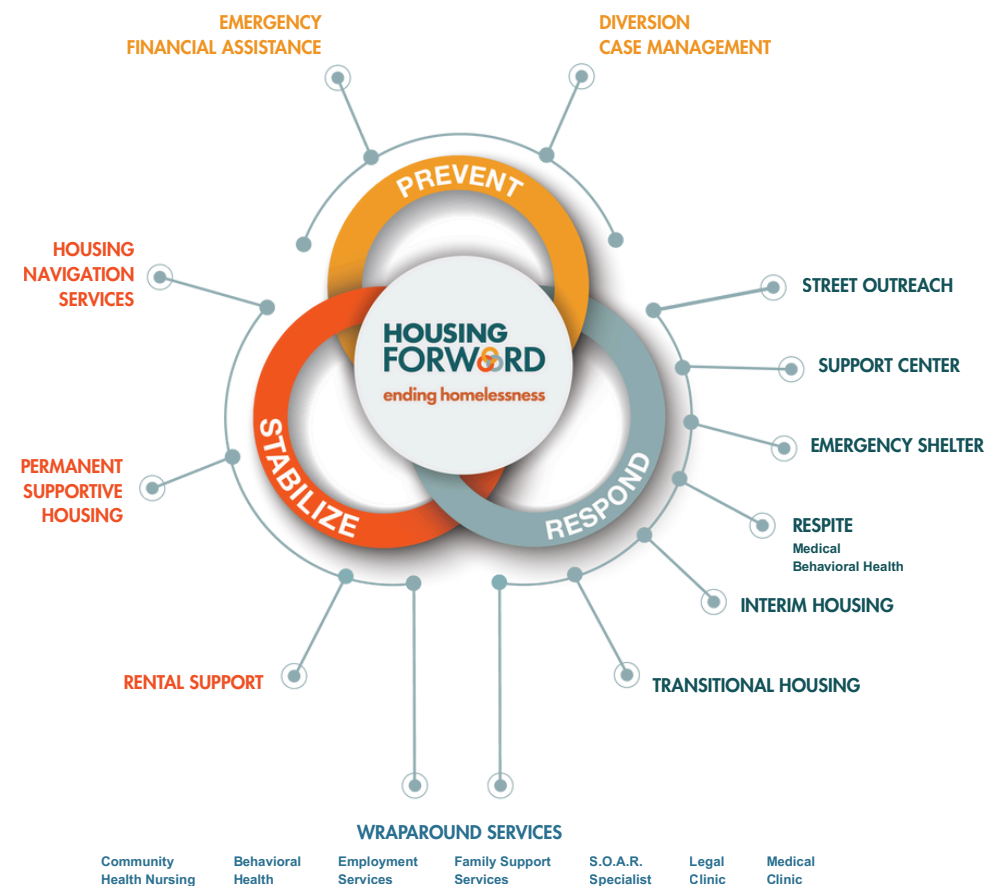 EMERGENCY
FINANCIAL ASSISTANCE
DIVERSION
CASE MANAGEMENT
PREVENT
HOUSING
NAVIGATION
SERVICES
STREET OUTREACH
HOUSING
FORWARD
ending homelessness
SUPPORT CENTER
STABILIZE
RESPOND
EMERGENCY SHELTER
PERMANENT
SUPPORTIVE
HOUSING
RESPITE
Medical
Behavioral Health
INTERIM HOUSING
RENTAL SUPPORT
TRANSITIONAL HOUSING
WRAPAROUND SERVICES
Community
Health Nursing
Behavioral
Health
Employment
Services
Family Support
Services
S.O.A.R.
Specialist
Legal
Clinic
Medical
Clinic